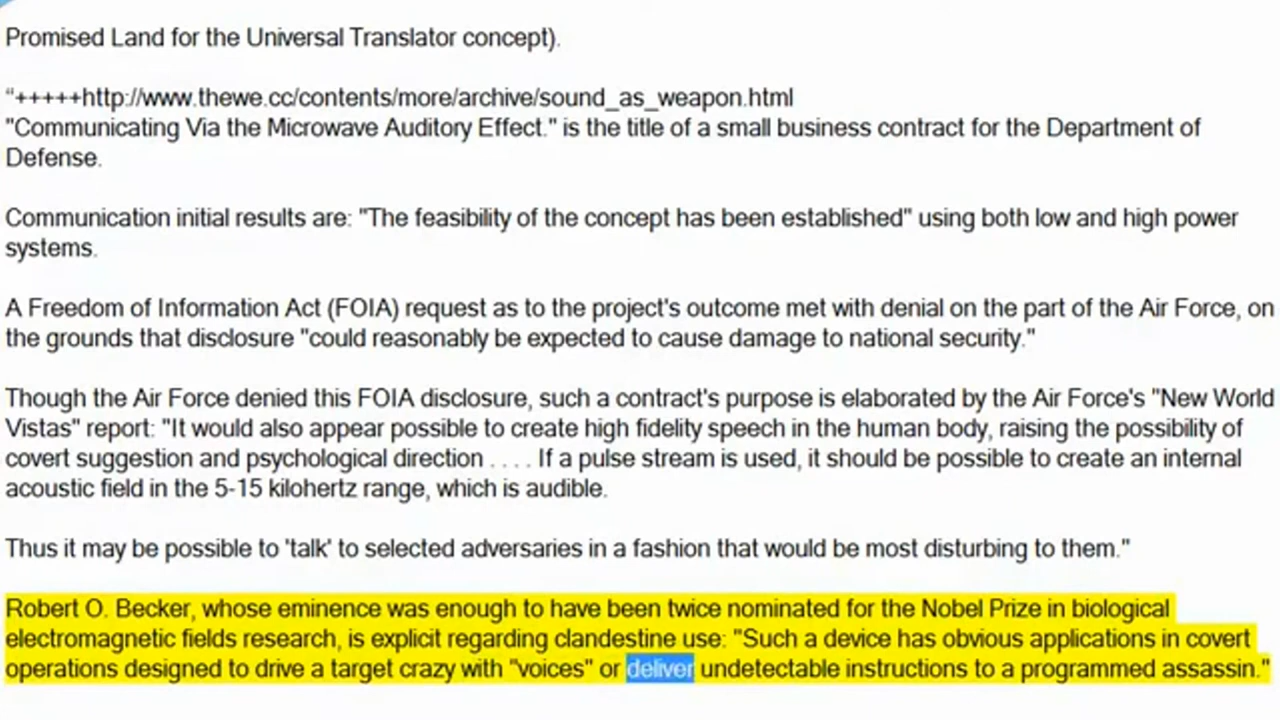 Promised Land for the Universal Translator concept).
"+++++http://www.thewe.cc/contents/more/archive/sound_as_weapon.html
"Communicating Via the Microwave Auditory Effect." is the title of a small business contract for the Department of
Defense.
Communication initial results are: "The feasibility of the concept has been established" using both low and high power
systems.
A Freedom of Information Act (FOIA) request as to the project's outcome met with denial on the part of the Air Force, on
the grounds that disclosure "could reasonably be expected to cause damage to national security."
Though the Air Force denied this FOIA disclosure, such a contract's purpose is elaborated by the Air Force's "New World
Vistas" report: "It would also appear possible to create high fidelity speech in the human body, raising the possibility of
covert suggestion and psychological direction . . . . If a pulse stream is used, it should be possible to create an internal
acoustic field in the 5-15 kilohertz range, which is audible.
Thus it may be possible to 'talk' to selected adversaries in a fashion that would be most disturbing to them."
Robert O. Becker, whose eminence was enough to have been twice nominated for the Nobel Prize in biological
electromagnetic fields research, is explicit regarding clandestine use: "Such a device has obvious applications in covert
operations designed to drive a target crazy with "voices" or deliver undetectable instructions to a programmed assassin."